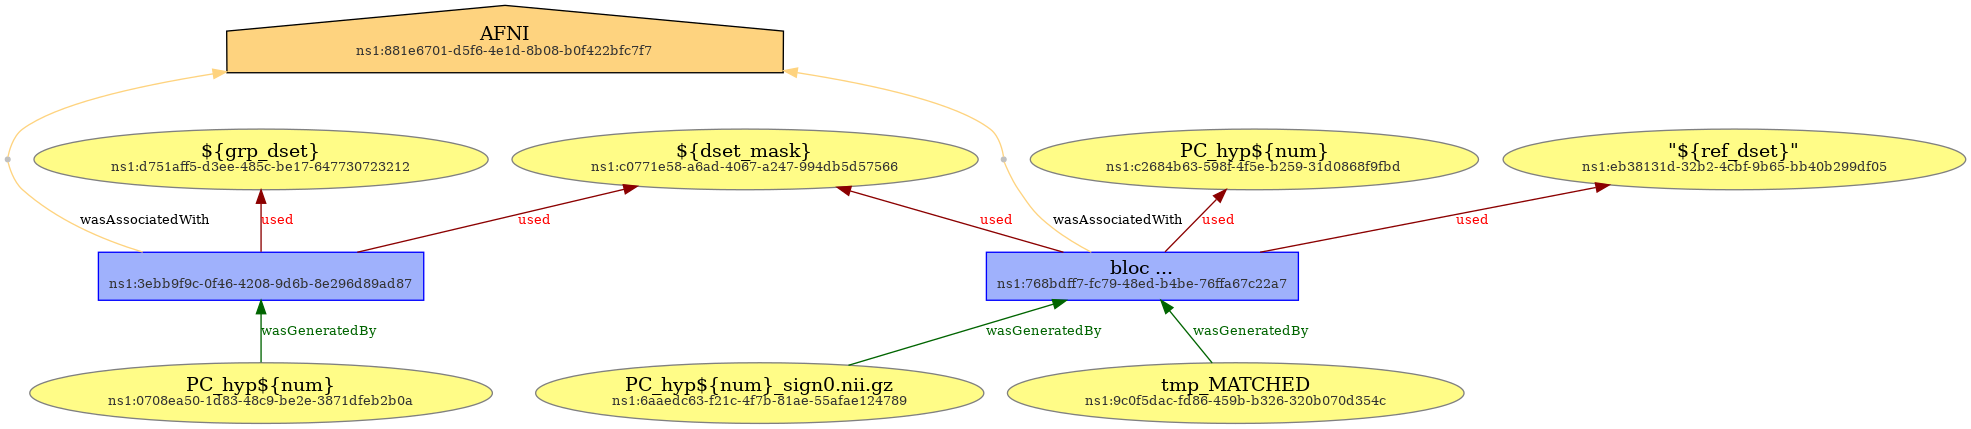 AFNI
ns1:881e6701-d5f6-4e1d-8b08-b0f422bfc7f7
${grp_dset}
ns1:d751aff5-d3ee-485c-be17-647730723212
${dset_mask}
ns1:c0771e58-a6ad-4067-a247-994db5d57566
PC_hyp${num}
ns1:c2684b63-598f-4f5e-b259-31d0868f9fbd
"${ref_dset}"
ns1:eb38131d-32b2-4cbf-9b65-bb40b299df05
wasAssociatedWith
used
used
used
wasAssociatedWith
used
used
ns1:3ebb9f9c-0f46-4208-9d6b-8e296d89ad87
bloc ...
ns1:768bdff7-fc79-48ed-b4be-76ffa67c22a7
wasGeneratedBy
wasGeneratedBy
wasGeneratedBy
PC_hyp${num}
ns1:0708ea50-1d83-48c9-be2e-3871dfeb2b0a
PC_hyp${num}_sign0.nii.gz
ns1:6aaedc63-f21c-4f7b-81ae-55afae124789
tmp_MATCHED
ns1:9c0f5dac-fd86-459b-b326-320b070d354c